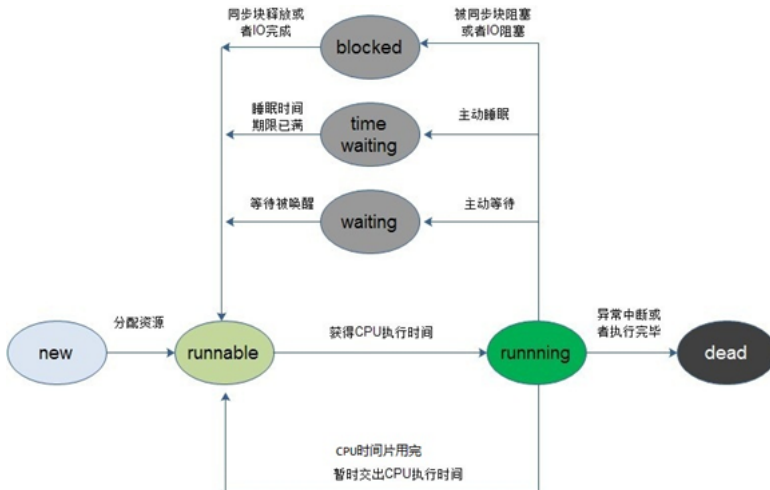 同步块释放或
者IO完成
blocked
被同步块阻塞
或者IO阻塞
睡眠时间
期限已满
time
waiting
主动睡眠
等待被唤醒
waiting
主动等待
new
分配资源
runnable
获得CPU执行时间
runnning
异常中断或
者执行完毕
dead
CPU时间片用完
暂时交出CPU执行时间